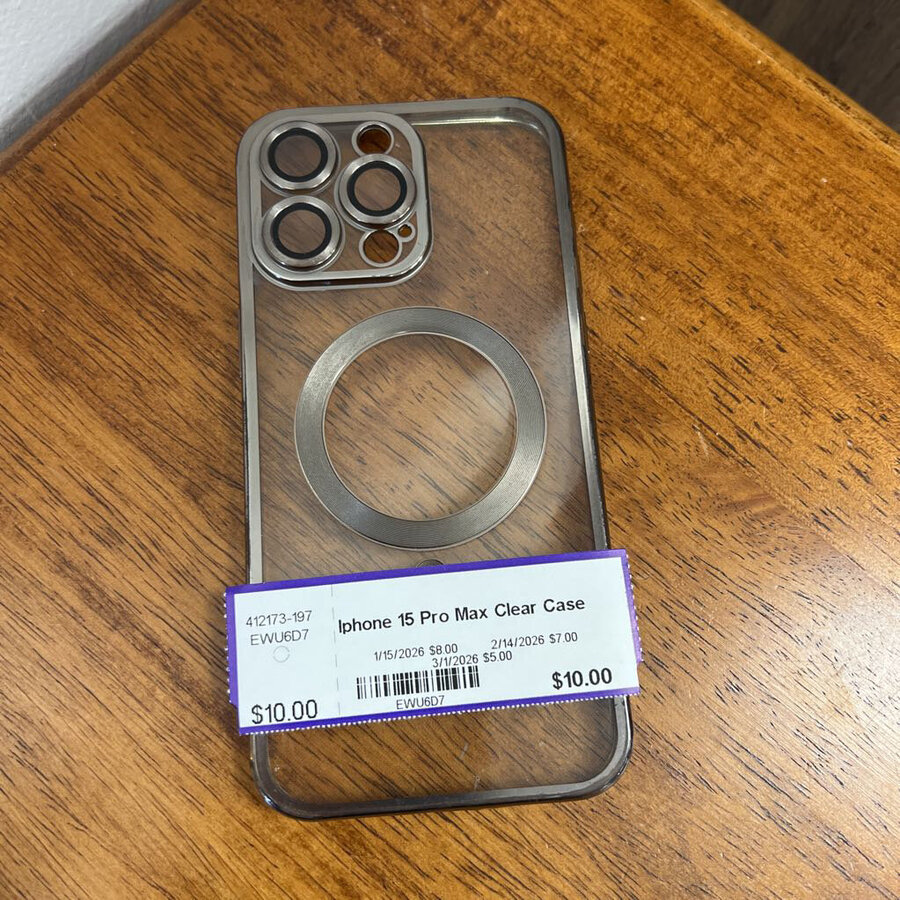 412173-197
EWU6D7
$10.00
Iphone 15 Pro Max Clear Case
1/15/2026 $8.00 2/14/2026 $7.00
3/1/2026 $5.00
EWU6D7
$10.00